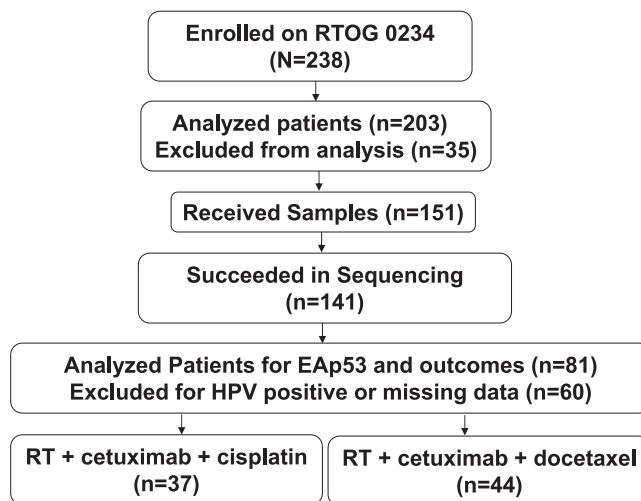 Enrolled on RTOG 0234
(N=238)
Analyzed patients (n=203)
Excluded from analysis (n=35)
Received Samples (n=151)
Succeeded in Sequencing
(n=141)
Analyzed Patients for EAp53 and outcomes (n=81)
Excluded for HPV positive or missing data (n=60)
RT + cetuximab + cisplatin
(n=37)
RT + cetuximab + docetaxel
(n=44)